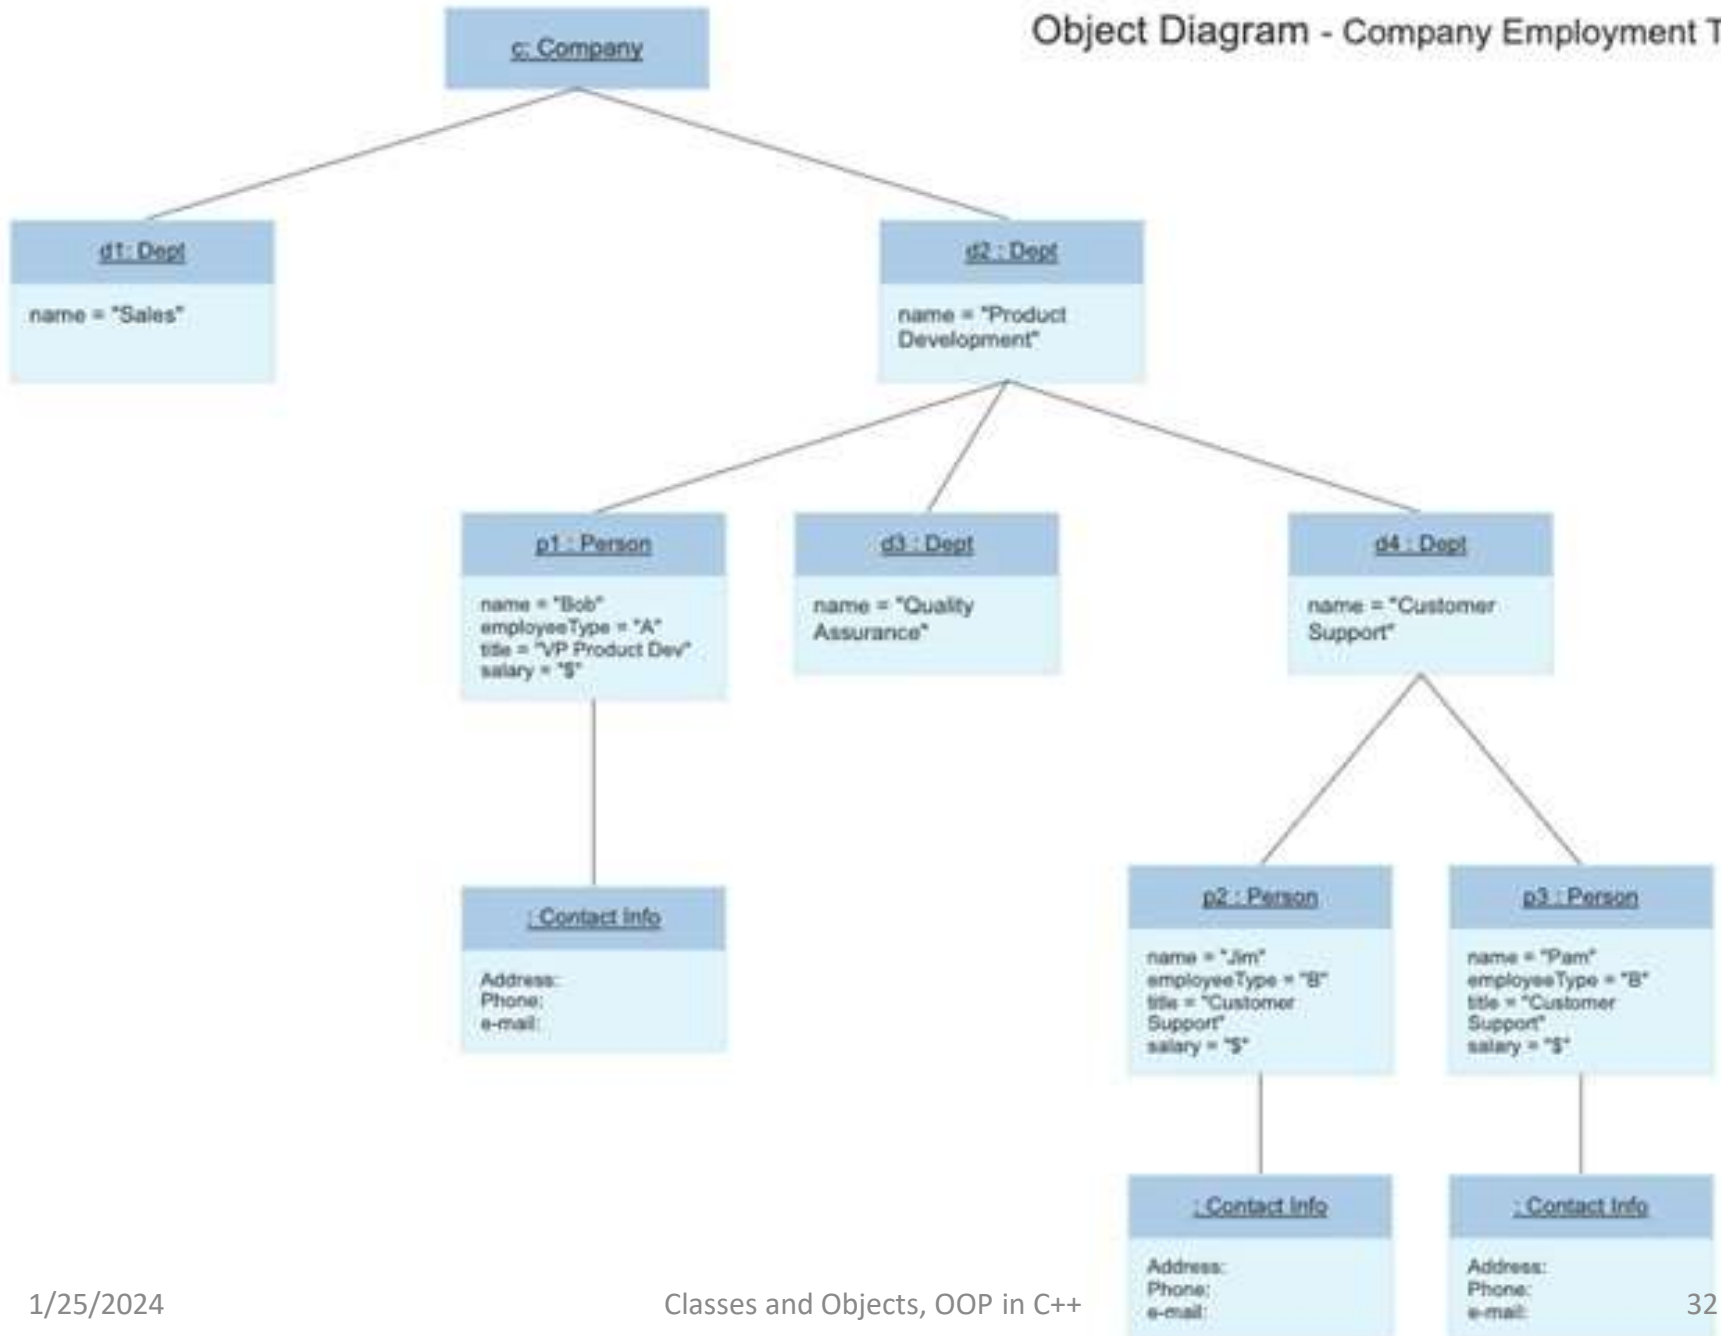 Object Diagram - Company Employment T
c: Company
d1: Dept
name = "Sales"
d2 : Dept
name = "Product
Development"
p1 : Person
name = "Bob"
employeeType = "A"
title = "VP Product Dev"
salary = "$"
d3 : Dept
name = "Quality
Assurance"
d4 : Dept
name = "Customer
Support"
: Contact Info
Address:
Phone:
e-mail:
p2 : Person
name = "Jim"
employeeType = "B"
title = "Customer
Support"
salary = "$"
p3 : Person
name = "Pam"
employeeType = "B"
title = "Customer
Support"
salary = "$"
: Contact Info
Address:
Phone:
e-mail:
: Contact Info
Address:
Phone:
e-mail:
1/25/2024
Classes and Objects, OOP in C++
32